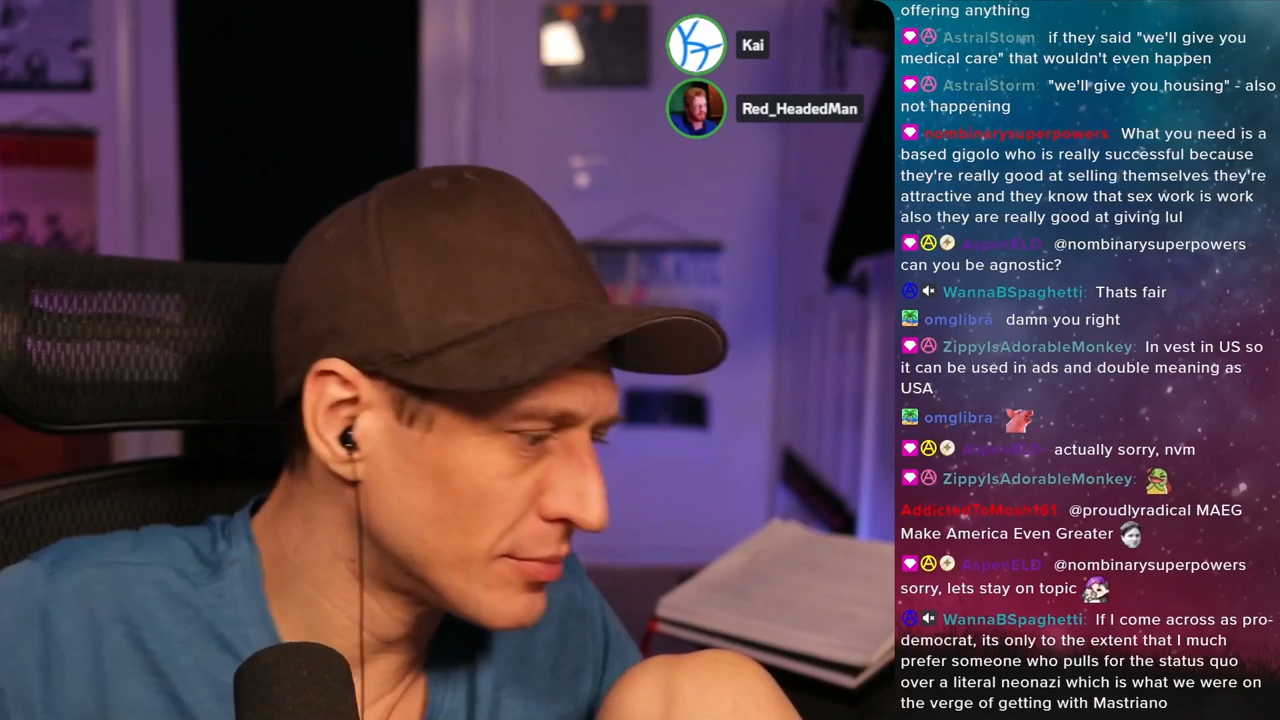 Kai
Red_HeadedMan
offering anything
AstralStorm: if they said "we'll give you
medical care" that wouldn't even happen
AstralStorm: "we'll give you housing" - also
not happening
nombinarysuperpowers: What you need is a
based gigolo who is really successful because
they're really good at selling themselves they're
attractive and they know that sex work is work
also they are really good at giving lul
AspenELD: @nombinarysuperpowers
can you be agnostic?
WannaBSpaghetti: Thats fair
omglibra: damn you right
ZippyIsAdorableMonkey: In vest in US so
it can be used in ads and double meaning as
USA
omglibra:
AspenELD: actually sorry, nvm
ZippyIsAdorableMonkey:
AddictedToMosh161: @proudlyradical MAEG
Make America Even Greater
AspenELD: @nombinarysuperpowers
sorry, lets stay on topic
WannaBSpaghetti: If I come across as pro-
democrat, its only to the extent that I much
prefer someone who pulls for the status quo
over a literal neonazi which is what we were on
the verge of getting with Mastriano